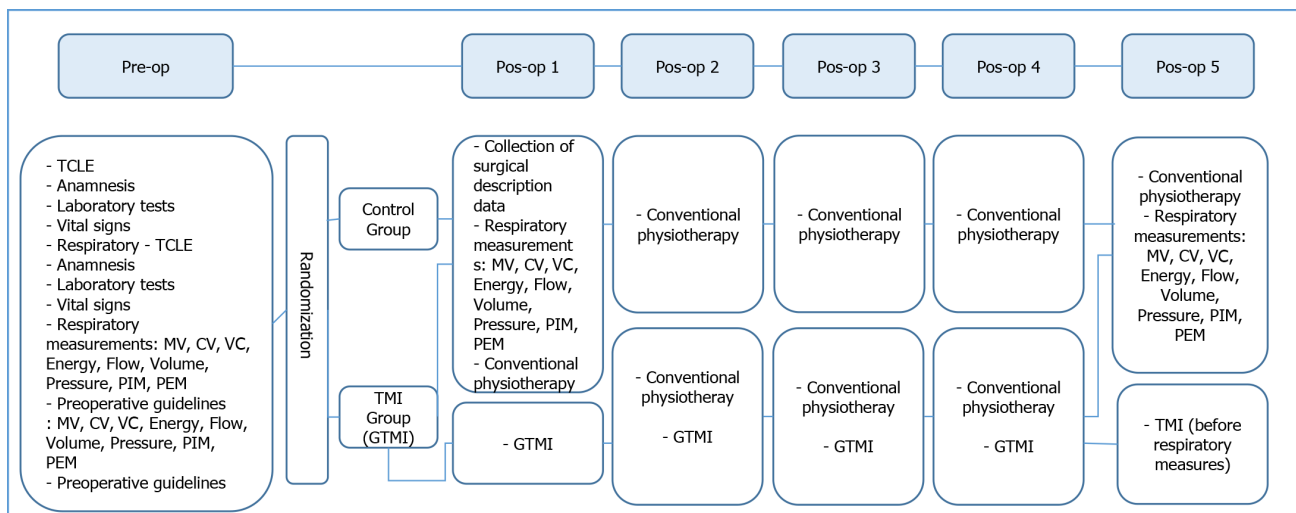 Pre-op
Pos-op 1
Pos-op 2
Pos-op 3
Pos-op 4
Pos-op 5
- TCLE
- Anamnesis
- Laboratory tests
- Vital signs
- Respiratory - TCLE
- Anamnesis
- Laboratory tests
- Vital signs
- Respiratory
measurements: MV, CV, VC,
Energy, Flow, Volume,
Pressure, PIM, PEM
- Preoperative guidelines
: MV, CV, VC, Energy, Flow,
Volume, Pressure, PIM,
PEM
- Preoperative guidelines
Randomization
Control
Group
TMI
Group
(GTMI)
- Collection of
surgical
description
data
- Respiratory
measurement
s: MV, CV, VC,
Energy, Flow,
Volume,
Pressure, PIM,
PEM
- Conventional
physiotherapy
- GTMI
- Conventional
physiotherapy
- Conventional
physiotheray
- GTMI
- Conventional
physiotherapy
- Conventional
physiotheray
- GTMI
- Conventional
physiotherapy
- Conventional
physiotheray
- GTMI
- Conventional
physiotherapy
- Respiratory
measurements:
MV, CV, VC,
Energy, Flow,
Volume,
Pressure, PIM,
PEM
- TMI (before
respiratory
measures)